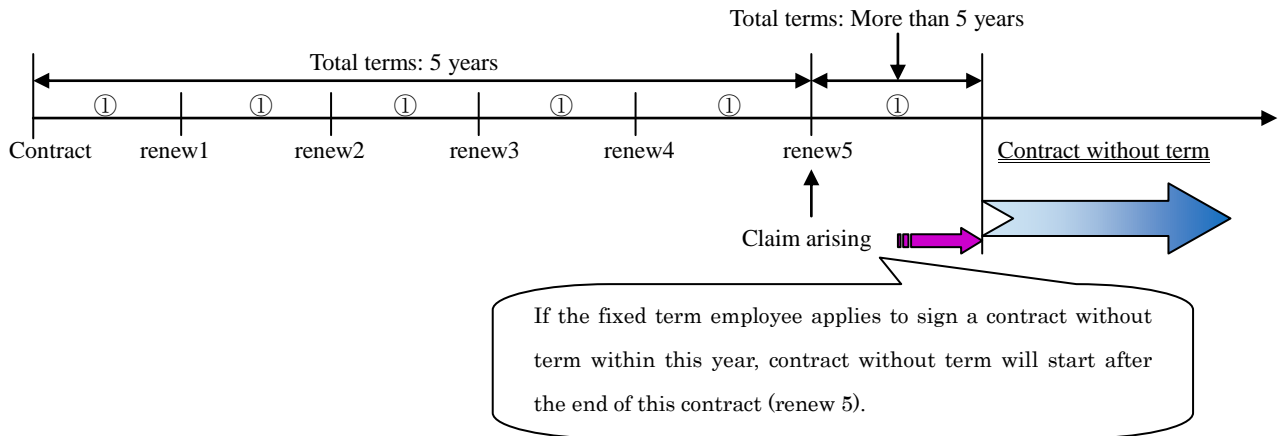 Total terms: More than 5 years
Total terms: 5 years
① ① ① ① ① ①
Contract renew1 renew2 renew3 renew4 renew5 Contract without term
Claim arising
If the fixed term employee applies to sign a contract without
term within this year, contract without term will start after
the end of this contract (renew 5).